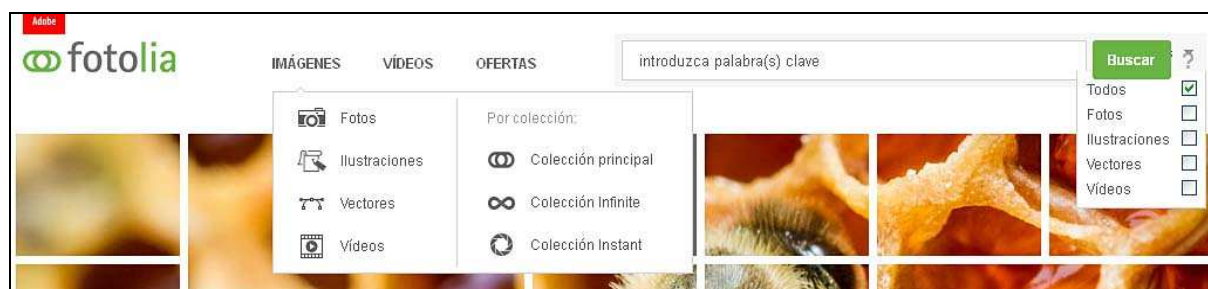 Adobe
fotolia
IMÁGENES VÍDEOS OFERTAS
introduzca palabra(s) clave
Buscar
?
Todos
Fotos
Ilustraciones
Vectores
Vídeos
Fotos
Ilustraciones
Vectores
Vídeos
Por colección:
Colección principal
Colección Infinite
Colección Instant